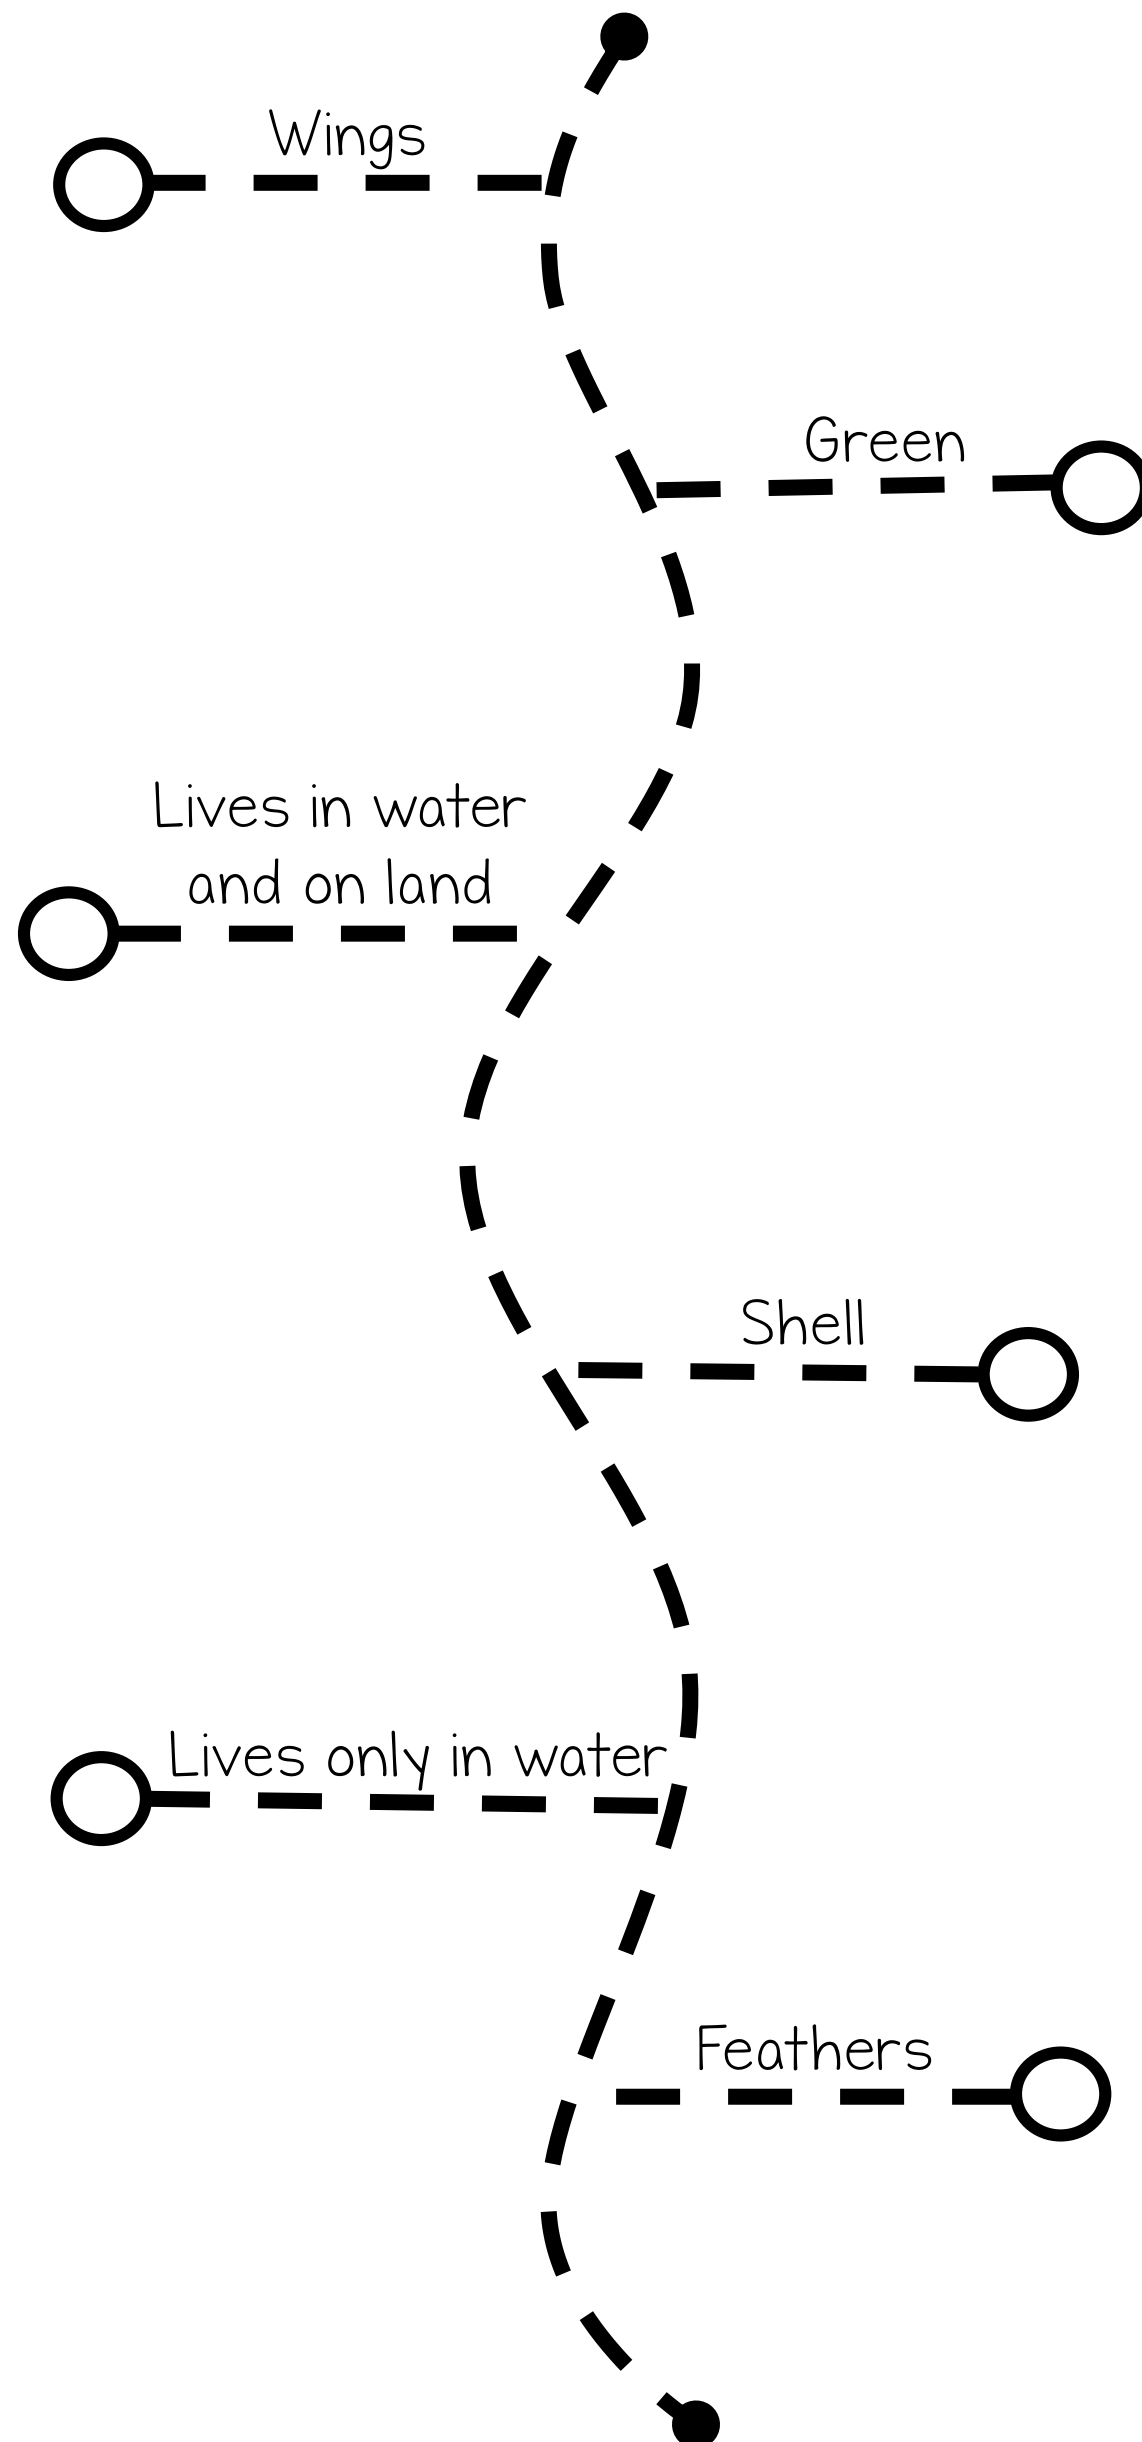 Wings
Green
Lives in water
and on land
Shell
Lives only in water
Feathers